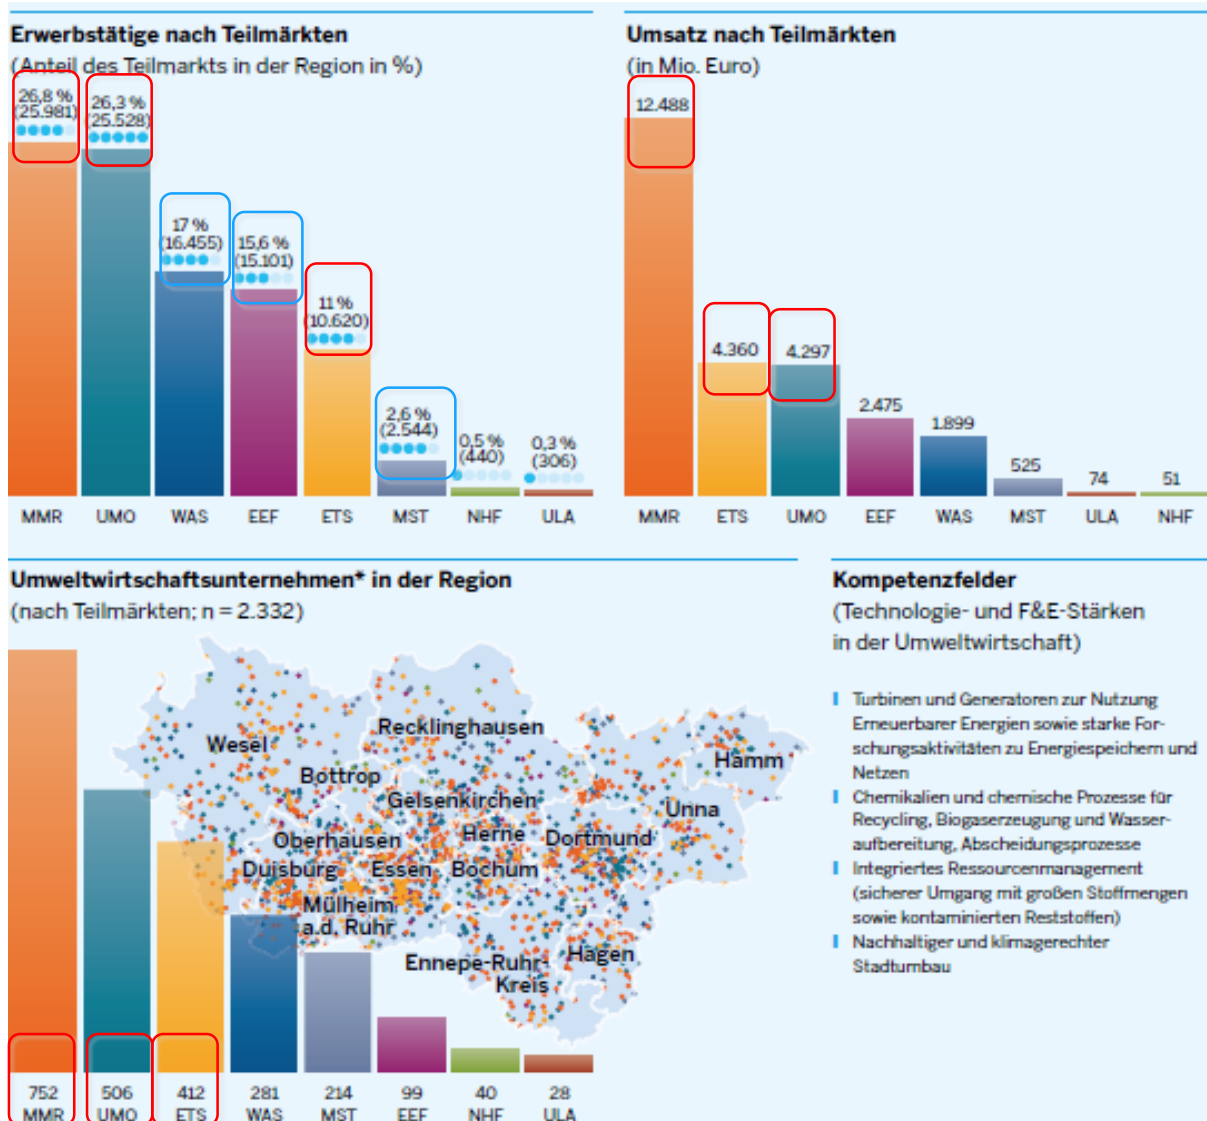 Erwerbstätige nach Teilmärkten
(Anteil des Teilmarkts in der Region in %)
26,8 %
(25.981)
26,3 %
(25.528)
17 %
(16.455)
15,6 %
(15.101)
11 %
(10.620)
2,6 %
(2.544)
0,5 %
(440)
0,3 %
(306)
MMR UMO WAS EEF ETS MST NHF ULA
Umsatz nach Teilmärkten
(in Mio. Euro)
12.488
4.360
4.297
2.475
1.899
525
74
51
MMR ETS UMO EEF WAS MST ULA NHF
Umweltwirtschaftsunternehmen* in der Region
(nach Teilmärkten; n = 2.332)
Wesel
Recklinghausen
Hamm
Bottrop
Gelsenkirchen
Unna
Oberhausen
Herne
Dortmund
Duisburg
Essen
Bochum
Mülheim
a.d. Ruhr
Ennepe-Ruhr-
Kreis
Hagen
752 506 412 281 214 99 40 28
MMR UMO ETS WAS MST EEF NHF ULA
Kompetenzfelder
(Technologie- und F&E-Stärken
in der Umweltwirtschaft)
Turbinen und Generatoren zur Nutzung
Erneuerbarer Energien sowie starke For-
schungsaktivitäten zu Energiespeichern und
Netzen
Chemikalien und chemische Prozesse für
Recycling, Biogaserzeugung und Wasser-
aufbereitung, Abscheidungsprozesse
Integriertes Ressourcenmanagement
(sicherer Umgang mit großen Stoffmengen
sowie kontaminierten Reststoffen)
Nachhaltiger und klimagerechter
Stadtumbau